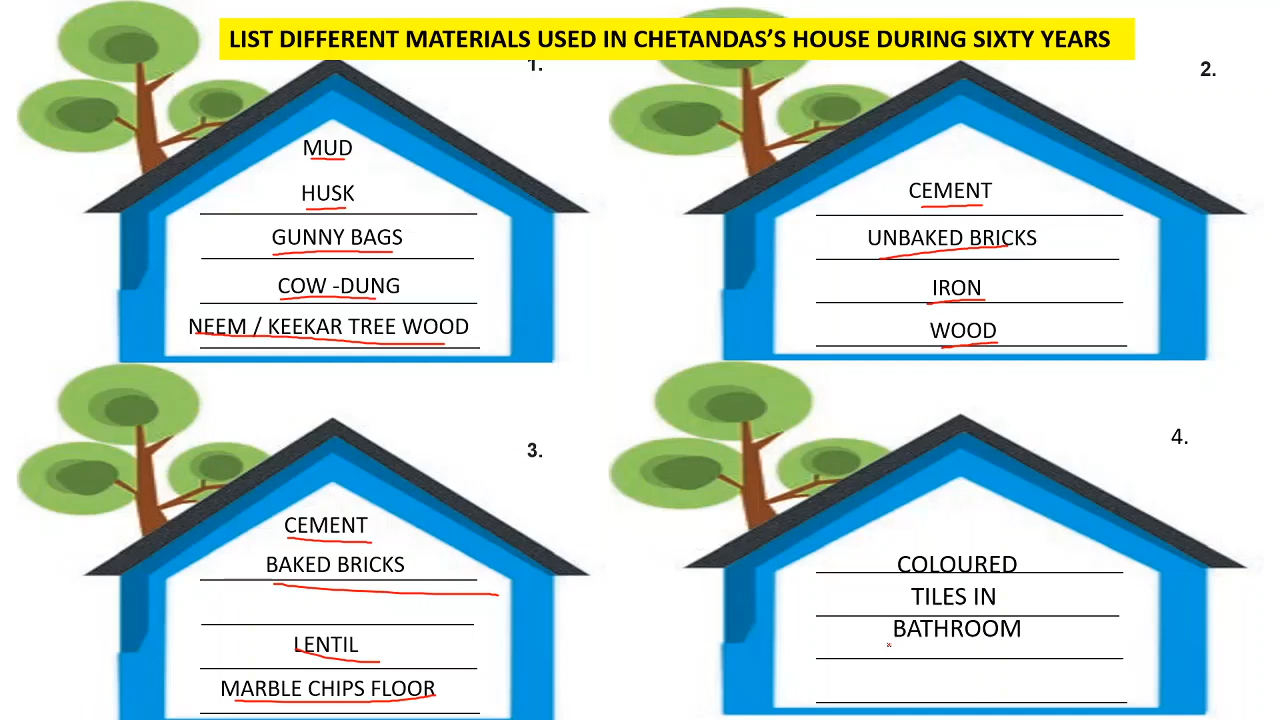 LIST DIFFERENT MATERIALS USED IN CHETANDAS'S HOUSE DURING SIXTY YEARS
1.
MUD
HUSK
GUNNY BAGS
COW -DUNG
NEEM / KEEKAR TREE WOOD
2.
CEMENT
UNBAKED BRICKS
IRON
WOOD
3.
CEMENT
BAKED BRICKS
LENTIL
MARBLE CHIPS FLOOR
4.
COLOURED
TILES IN
BATHROOM